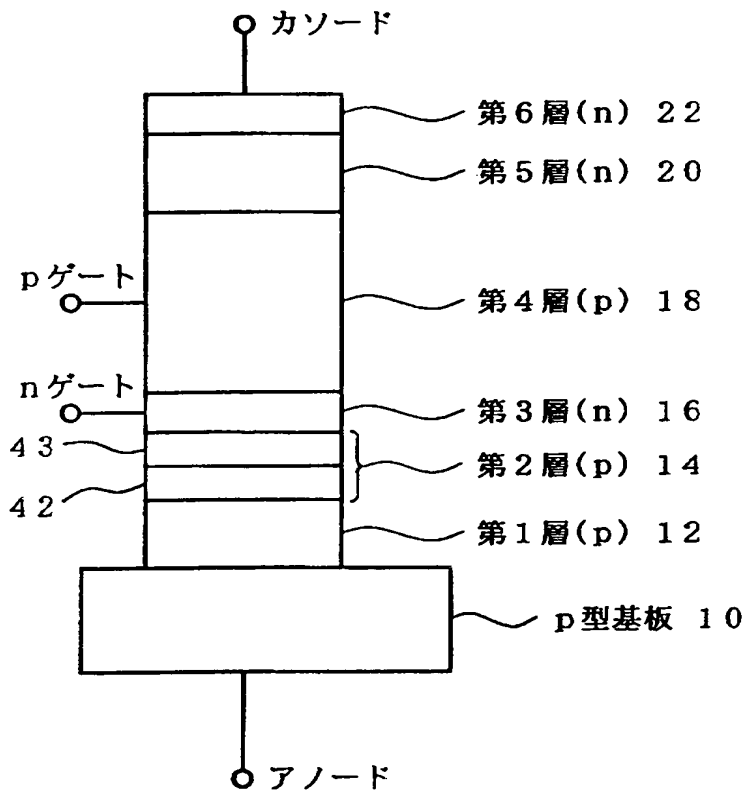 カソード
第6層(n) 22
第5層(n) 20
pゲート
第4層(p) 18
nゲート
第3層(n) 16
43
第2層(p) 14
42
第1層(p) 12
p型基板 10
アノード